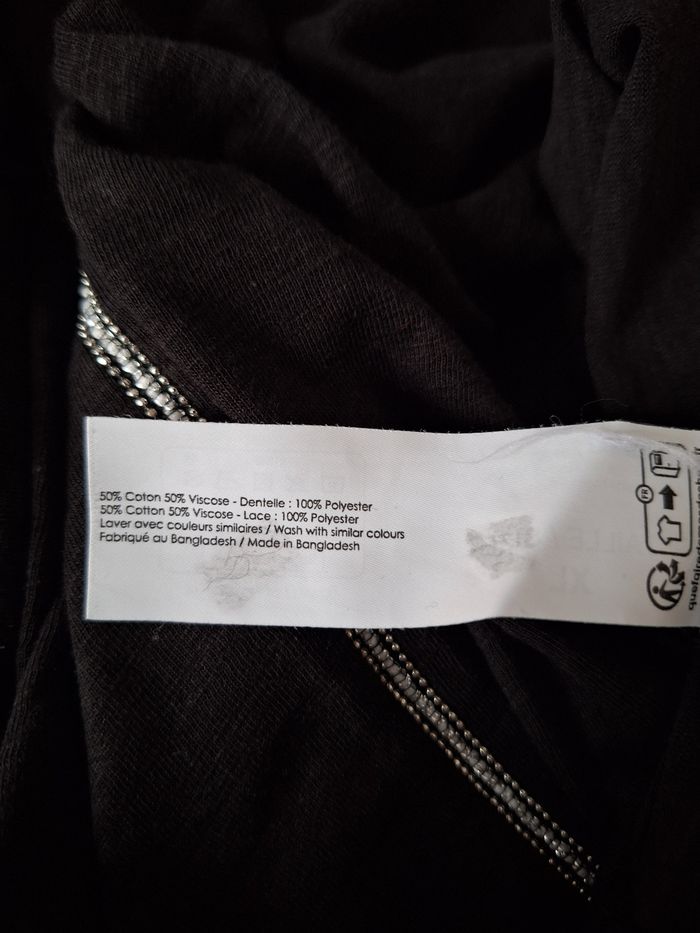 50% Coton 50% Viscose - Dentelle : 100% Polyester
50% Cotton 50% Viscose - Lace : 100% Polyester
Laver avec couleurs similaires / Wash with similar colours
Fabriqué au Bangladesh / Made in Bangladesh
FR